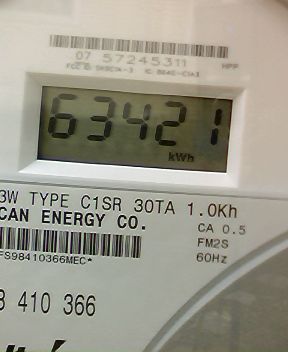 07 57245311
HPP
63421
kWh
3W TYPE C1SR 30TA 1.0Kh
CAN ENERGY CO.
CA 0.5
FM2S
60Hz
FS98410366MEC*
410 366